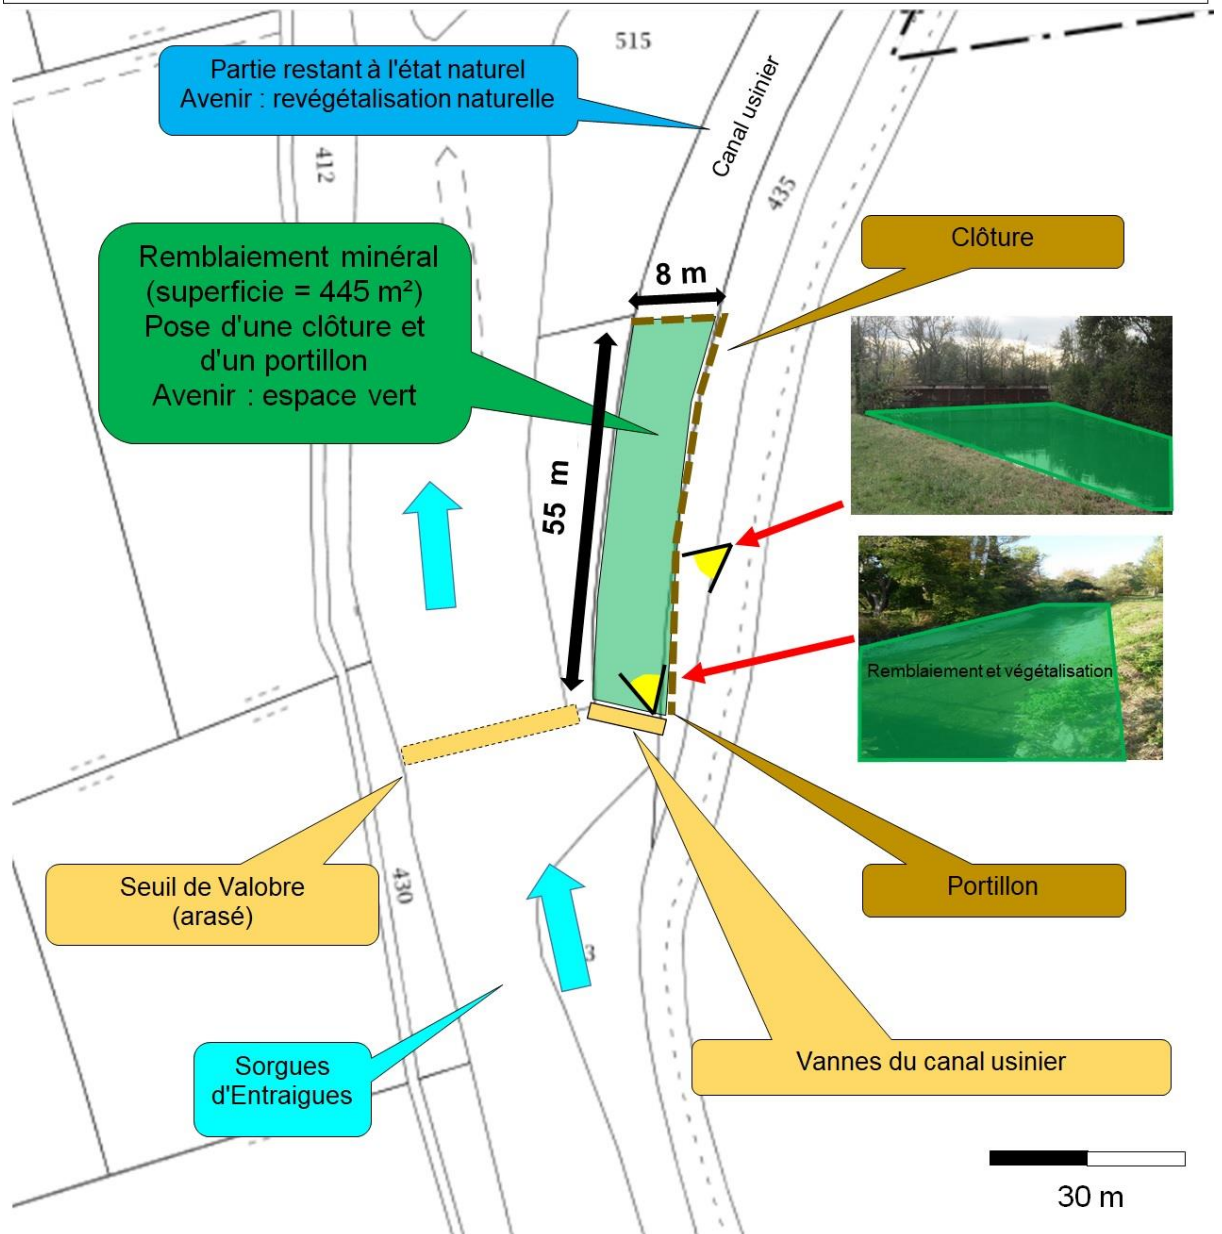 515
Partie restant à l'état naturel
Avenir : revégétalisation naturelle
Canal usinier
412
435
Remblaiement minéral
(superficie = 445 m²)
Pose d'une clôture et
d'un portillon
Avenir : espace vert
Clôture
8 m
55 m
Remblaiement et végétalisation
Seuil de Valobre
(arasé)
430
Portillon
3
Sorgues
d'Entraigues
Vannes du canal usinier
30 m